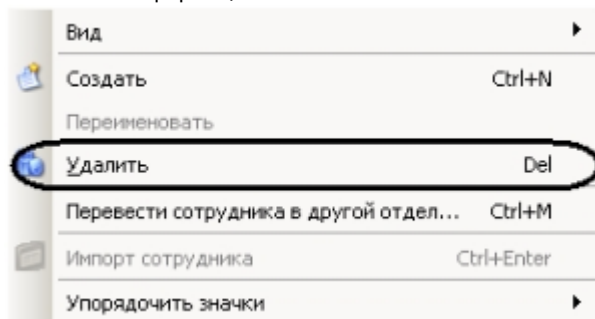 Вид
Создать Ctrl+N
Переименовать
Удалить Del
Перевести сотрудника в другой отдел... Ctrl+M
Импорт сотрудника Ctrl+Enter
Упорядочить значки